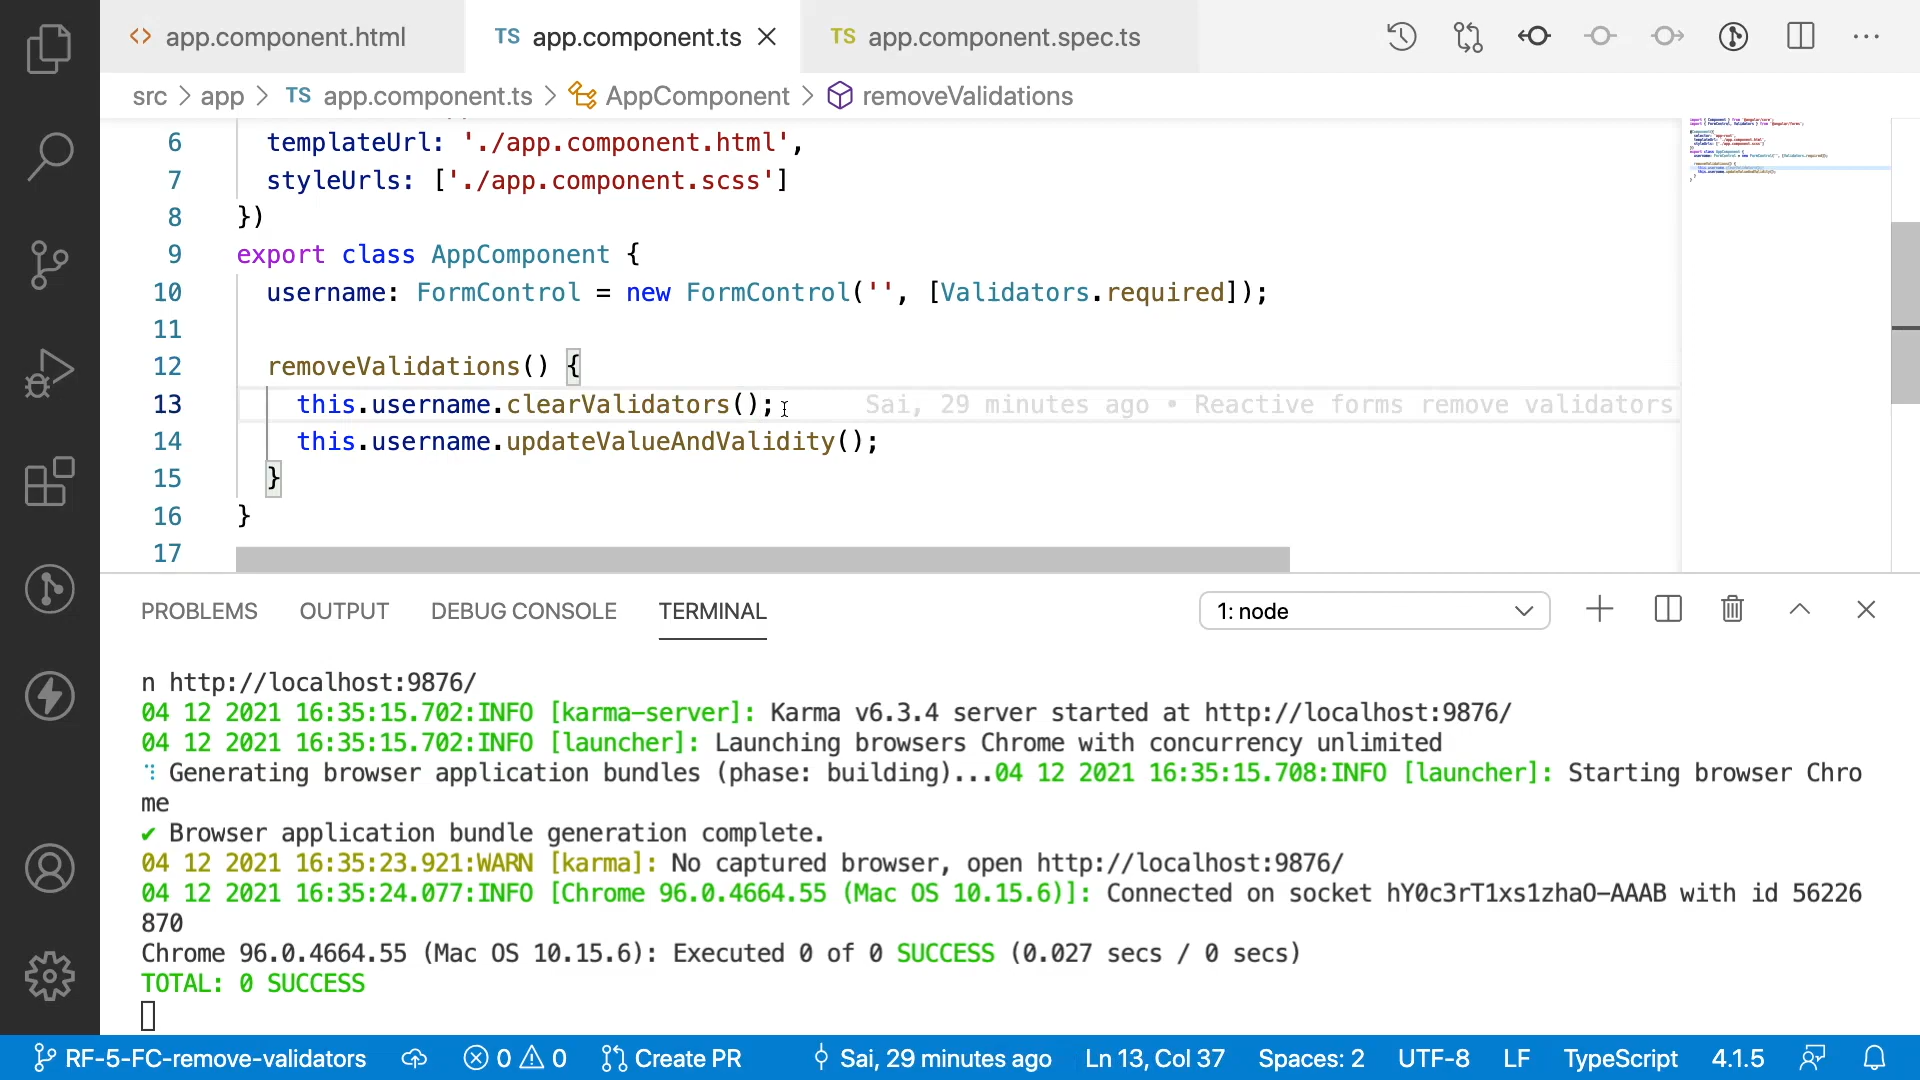 <> app.component.html
TS app.component.ts
TS app.component.spec.ts
src > app > TS app.component.ts > AppComponent > removeValidations
6 templateUrl: './app.component.html',
7 styleUrls: ['./app.component.scss']
8 })
9 export class AppComponent {
10 username: FormControl = new FormControl('', [Validators.required]);
11
12 removeValidations() {
13 this.username.clearValidators(); Sai, 29 minutes ago • Reactive forms remove validators
14 this.username.updateValueAndValidity();
15 }
16 }
17
PROBLEMS OUTPUT DEBUG CONSOLE TERMINAL 1: node
n http://localhost:9876/
04 12 2021 16:35:15.702:INFO [karma-server]: Karma v6.3.4 server started at http://localhost:9876/
04 12 2021 16:35:15.702:INFO [launcher]: Launching browsers Chrome with concurrency unlimited
⠹ Generating browser application bundles (phase: building)...04 12 2021 16:35:15.708:INFO [launcher]: Starting browser Chro
me
✔ Browser application bundle generation complete.
04 12 2021 16:35:23.921:WARN [karma]: No captured browser, open http://localhost:9876/
04 12 2021 16:35:24.077:INFO [Chrome 96.0.4664.55 (Mac OS 10.15.6)]: Connected on socket hY0c3rT1xs1zhaO-AAAB with id 56226
870
Chrome 96.0.4664.55 (Mac OS 10.15.6): Executed 0 of 0 SUCCESS (0.027 secs / 0 secs)
TOTAL: 0 SUCCESS
RF-5-FC-remove-validators 0 0 Create PR Sai, 29 minutes ago Ln 13, Col 37 Spaces: 2 UTF-8 LF TypeScript 4.1.5